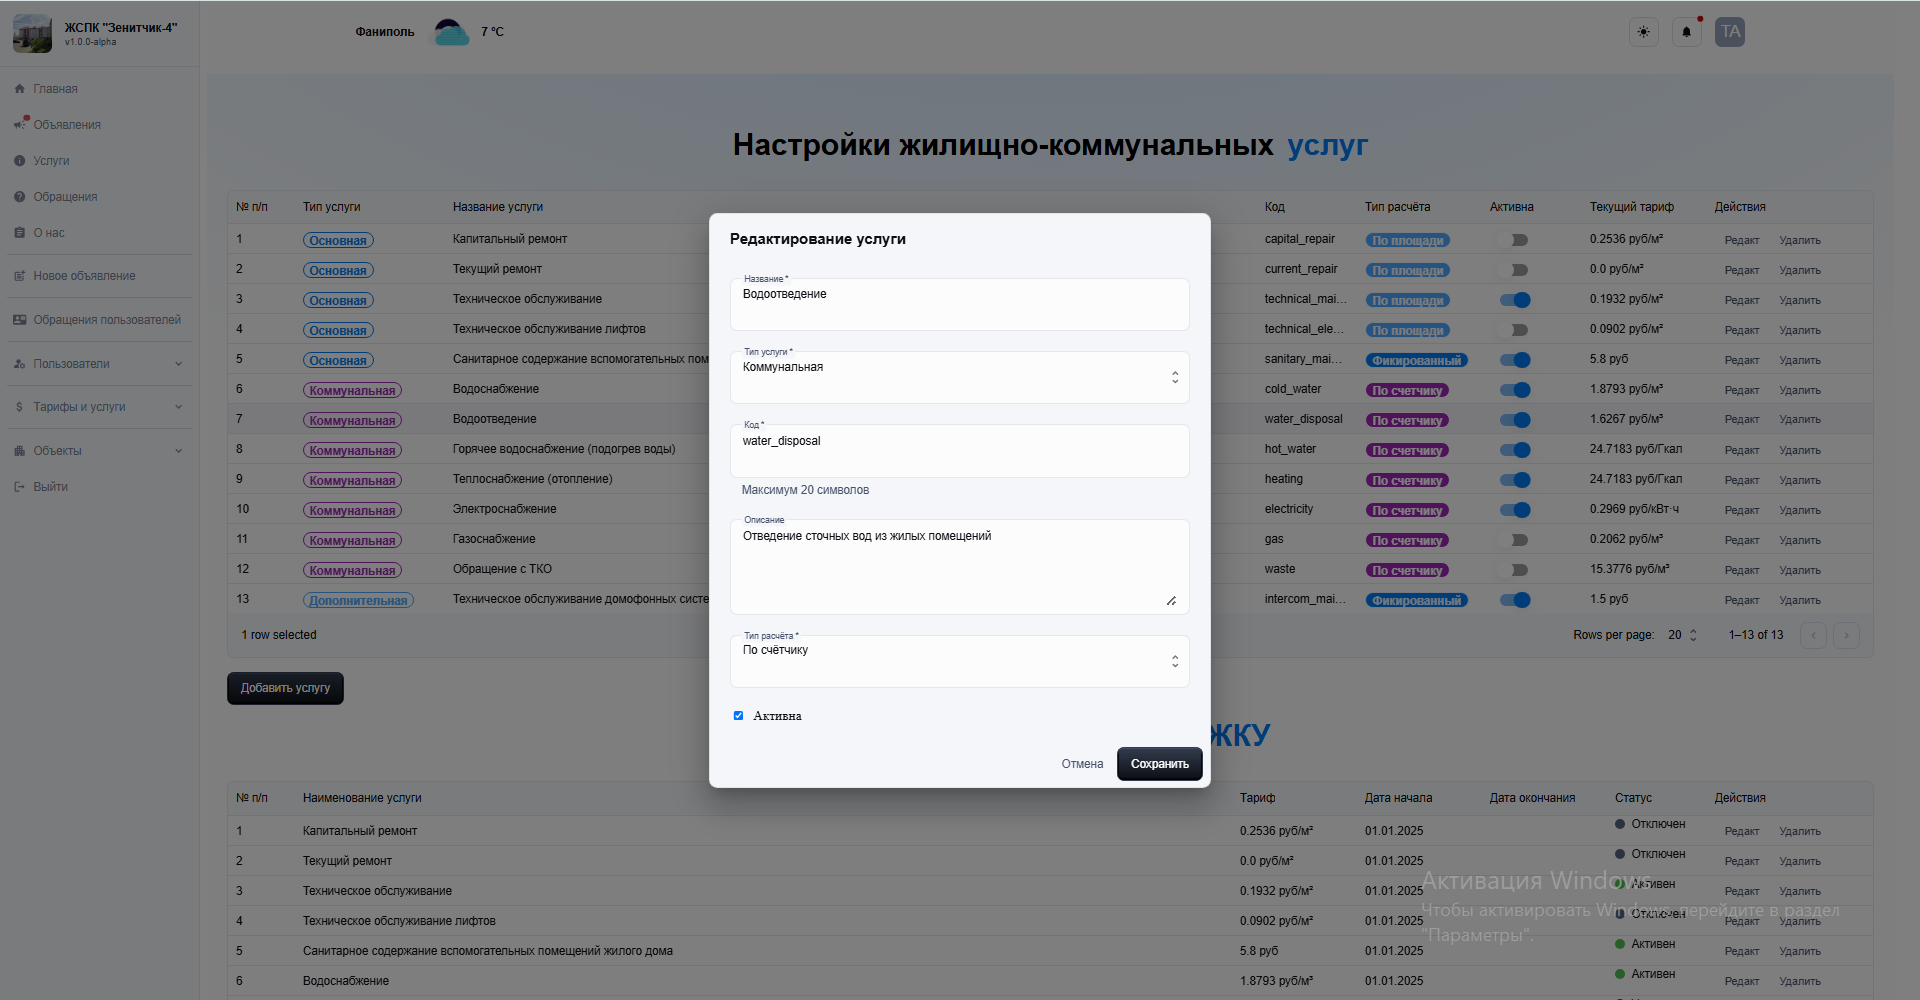 ЖСПК "Зенитчик-4"
v1.0.0-alpha
Фаниполь 7 °C
TA
Главная
Объявления
Услуги
Обращения
О нас
Новое объявление
Обращения пользователей
Пользователи
Тарифы и услуги
Объекты
Выйти
Настройки жилищно-коммунальных услуг
№ п/п Тип услуги Название услуги Код Тип расчёта Активна Текущий тариф Действия
1 Основная Капитальный ремонт capital_repair По площади 0.2536 руб/м² Редакт Удалить
2 Основная Текущий ремонт current_repair По площади 0.0 руб/м² Редакт Удалить
3 Основная Техническое обслуживание technical_mai... По площади 0.1932 руб/м² Редакт Удалить
4 Основная Техническое обслуживание лифтов technical_ele... По площади 0.0902 руб/м² Редакт Удалить
5 Основная Санитарное содержание вспомогательных пом sanitary_mai... Фикированный 5.8 руб Редакт Удалить
6 Коммунальная Водоснабжение cold_water По счетчику 1.8793 руб/м³ Редакт Удалить
7 Коммунальная Водоотведение water_disposal По счетчику 1.6267 руб/м³ Редакт Удалить
8 Коммунальная Горячее водоснабжение (подогрев воды) hot_water По счетчику 24.7183 руб/Гкал Редакт Удалить
9 Коммунальная Теплоснабжение (отопление) heating По счетчику 24.7183 руб/Гкал Редакт Удалить
10 Коммунальная Электроснабжение electricity По счетчику 0.2969 руб/кВт·ч Редакт Удалить
11 Коммунальная Газоснабжение gas По счетчику 0.2062 руб/м³ Редакт Удалить
12 Коммунальная Обращение с ТКО waste По счетчику 15.3776 руб/м³ Редакт Удалить
13 Дополнительная Техническое обслуживание домофонных систе intercom_mai... Фикированный 1.5 руб Редакт Удалить
1 row selected Rows per page: 20 1–13 of 13
Добавить услугу
Редактирование услуги
Название *
Водоотведение
Тип услуги *
Коммунальная
Код *
water_disposal
Максимум 20 символов
Описание
Отведение сточных вод из жилых помещений
Тип расчёта *
По счётчику
Активна
Отмена Сохранить
ЖКУ
№ п/п Наименование услуги Тариф Дата начала Дата окончания Статус Действия
1 Капитальный ремонт 0.2536 руб/м² 01.01.2025 Отключен Редакт Удалить
2 Текущий ремонт 0.0 руб/м² 01.01.2025 Отключен Редакт Удалить
3 Техническое обслуживание 0.1932 руб/м² 01.01.2025 Активен Редакт Удалить
4 Техническое обслуживание лифтов 0.0902 руб/м² 01.01.2025 Отключен Редакт Удалить
5 Санитарное содержание вспомогательных помещений жилого дома 5.8 руб 01.01.2025 Активен Редакт Удалить
6 Водоснабжение 1.8793 руб/м³ 01.01.2025 Активен Редакт Удалить
Активация Windows
Чтобы активировать Windows, перейдите в раздел
"Параметры".